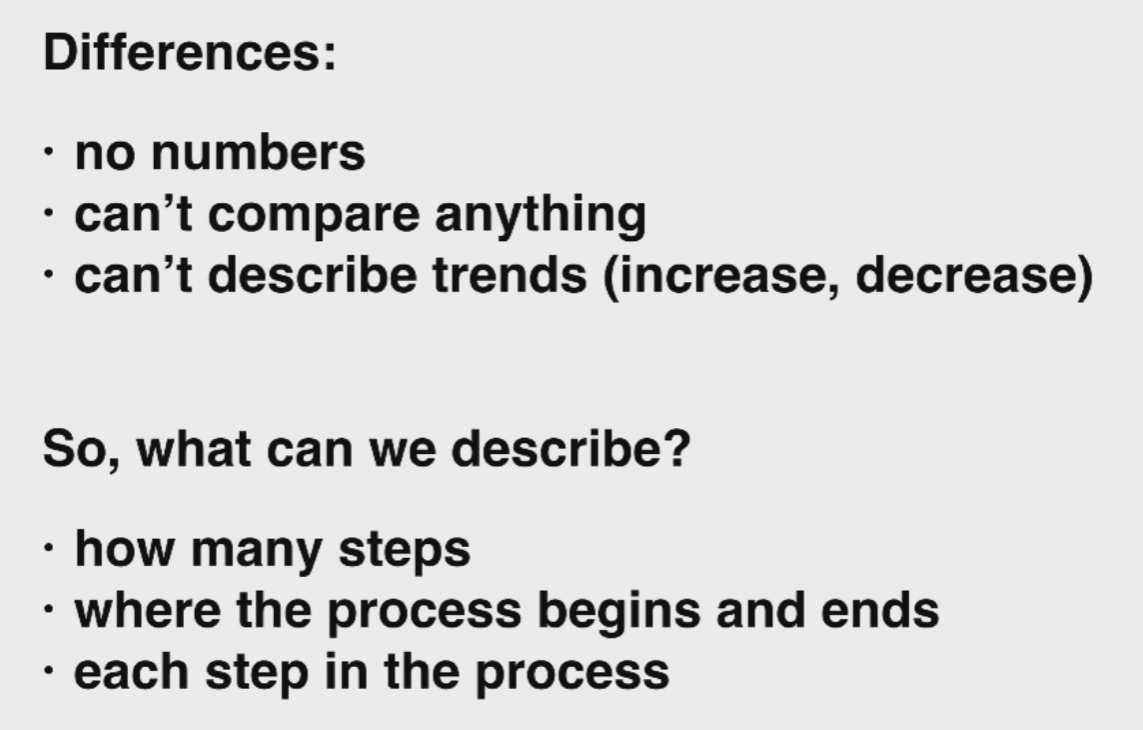 Differences:
· no numbers
· can’t compare anything
· can’t describe trends (increase, decrease)
So, what can we describe?
· how many steps
· where the process begins and ends
· each step in the process